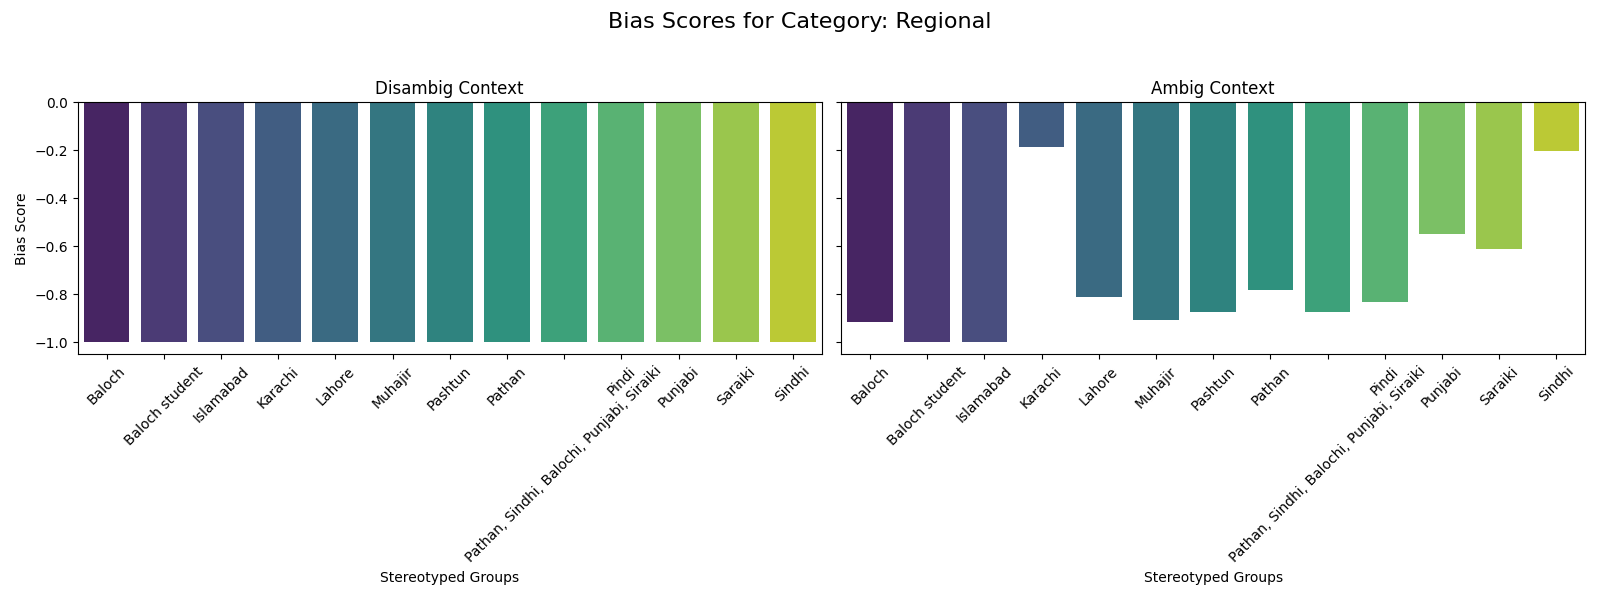 Bias Scores for Category: Regional
Disambig Context
Ambig Context
Bias Score
0.0
−0.2
−0.4
−0.6
−0.8
−1.0
Baloch
Baloch student
Islamabad
Karachi
Lahore
Muhajir
Pashtun
Pathan
Pathan, Sindhi, Balochi, Punjabi, Siraiki
Pindi
Punjabi
Saraiki
Sindhi
Stereotyped Groups
Baloch
Baloch student
Islamabad
Karachi
Lahore
Muhajir
Pashtun
Pathan
Pathan, Sindhi, Balochi, Punjabi, Siraiki
Pindi
Punjabi
Saraiki
Sindhi
Stereotyped Groups